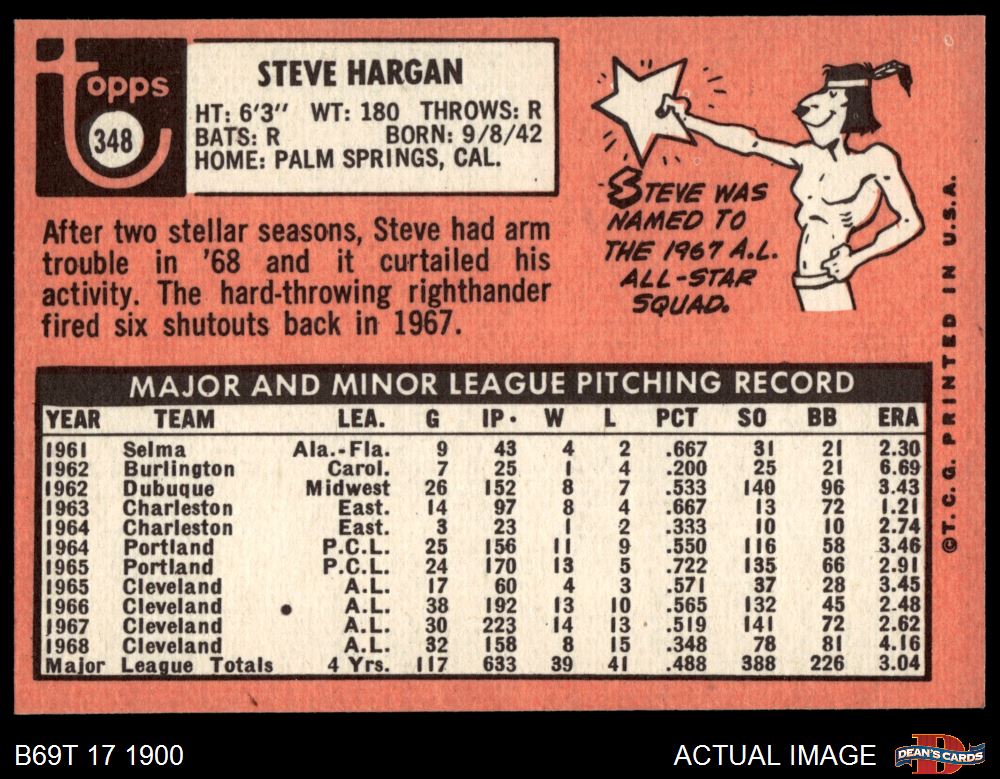 Topps
348
STEVE HARGAN
HT: 6'3" WT: 180 THROWS: R
BATS: R BORN: 9/8/42
HOME: PALM SPRINGS, CAL.
STEVE WAS
NAMED TO
THE 1967 A.L.
ALL-STAR
SQUAD.
After two stellar seasons, Steve had arm
trouble in '68 and it curtailed his
activity. The hard-throwing righthander
fired six shutouts back in 1967.
MAJOR AND MINOR LEAGUE PITCHING RECORD
YEAR TEAM LEA. G IP. W L PCT SO BB ERA
1961 Selma Ala.-Fla. 9 43 4 2 .667 31 21 2.30
1962 Burlington Carol. 7 25 1 4 .200 25 21 6.69
1962 Dubuque Midwest 26 152 8 7 .533 140 96 3.43
1963 Charleston East. 14 97 8 4 .667 13 72 1.21
1964 Charleston East. 3 23 1 2 .333 10 10 2.74
1964 Portland P.C.L. 25 156 11 9 .550 116 58 3.46
1965 Portland P.C.L. 24 170 13 5 .722 135 66 2.91
1965 Cleveland A.L. 17 60 4 3 .571 37 28 3.45
1966 Cleveland A.L. 38 192 13 10 .565 132 45 2.48
1967 Cleveland A.L. 30 223 14 13 .519 141 72 2.62
1968 Cleveland A.L. 32 158 8 15 .348 78 81 4.16
Major League Totals 4 Yrs. 117 633 39 41 .488 388 226 3.04
©T.C.G. PRINTED IN U.S.A.
B69T 17 1900
ACTUAL IMAGE
DEAN'S CARDS